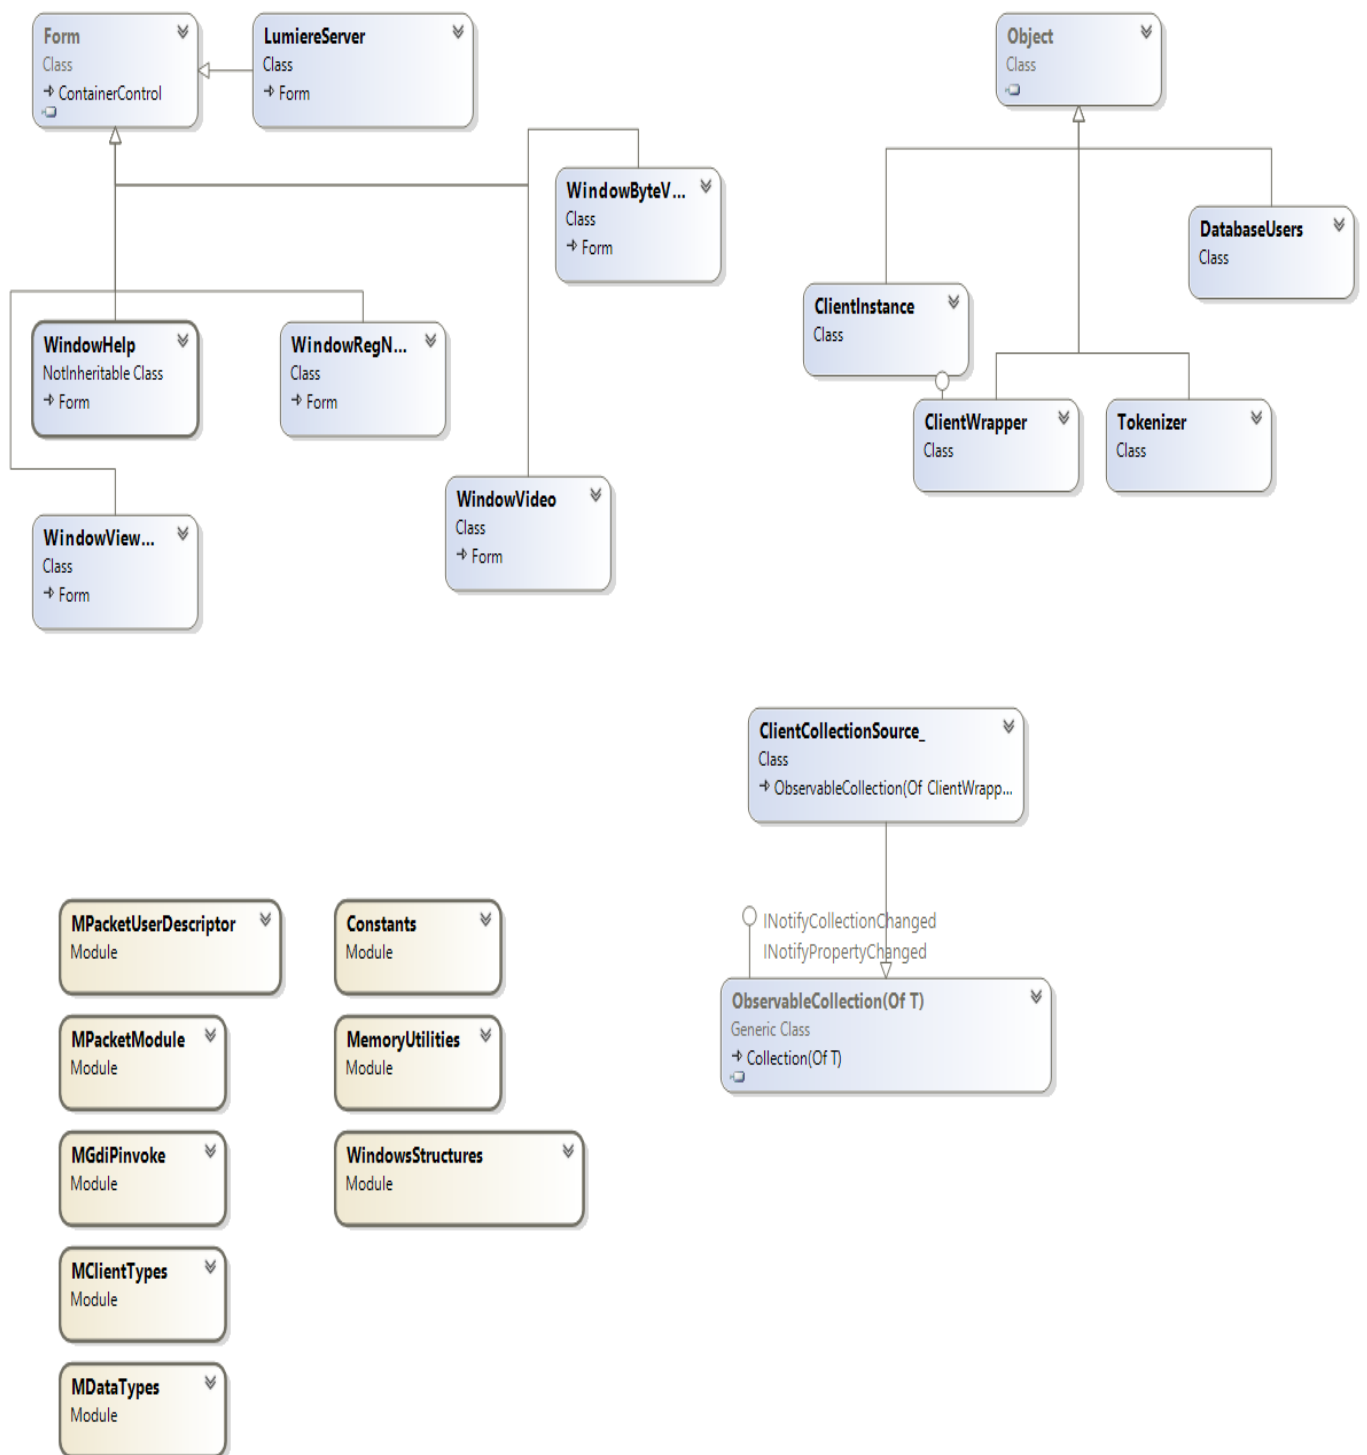 Form
Class
ContainerControl
LumiereServer
Class
Form
WindowByteV...
Class
Form
WindowHelp
NotInheritable Class
Form
WindowRegN...
Class
Form
WindowView...
Class
Form
WindowVideo
Class
Form
Object
Class
DatabaseUsers
Class
ClientInstance
Class
ClientWrapper
Class
Tokenizer
Class
ClientCollectionSource_
Class
ObservableCollection(Of ClientWrapp...
INotifyCollectionChanged
INotifyPropertyChanged
ObservableCollection(Of T)
Generic Class
Collection(Of T)
MPacketUserDescriptor
Module
Constants
Module
MPacketModule
Module
MemoryUtilities
Module
MGdiPinvoke
Module
WindowsStructures
Module
MClientTypes
Module
MDataTypes
Module